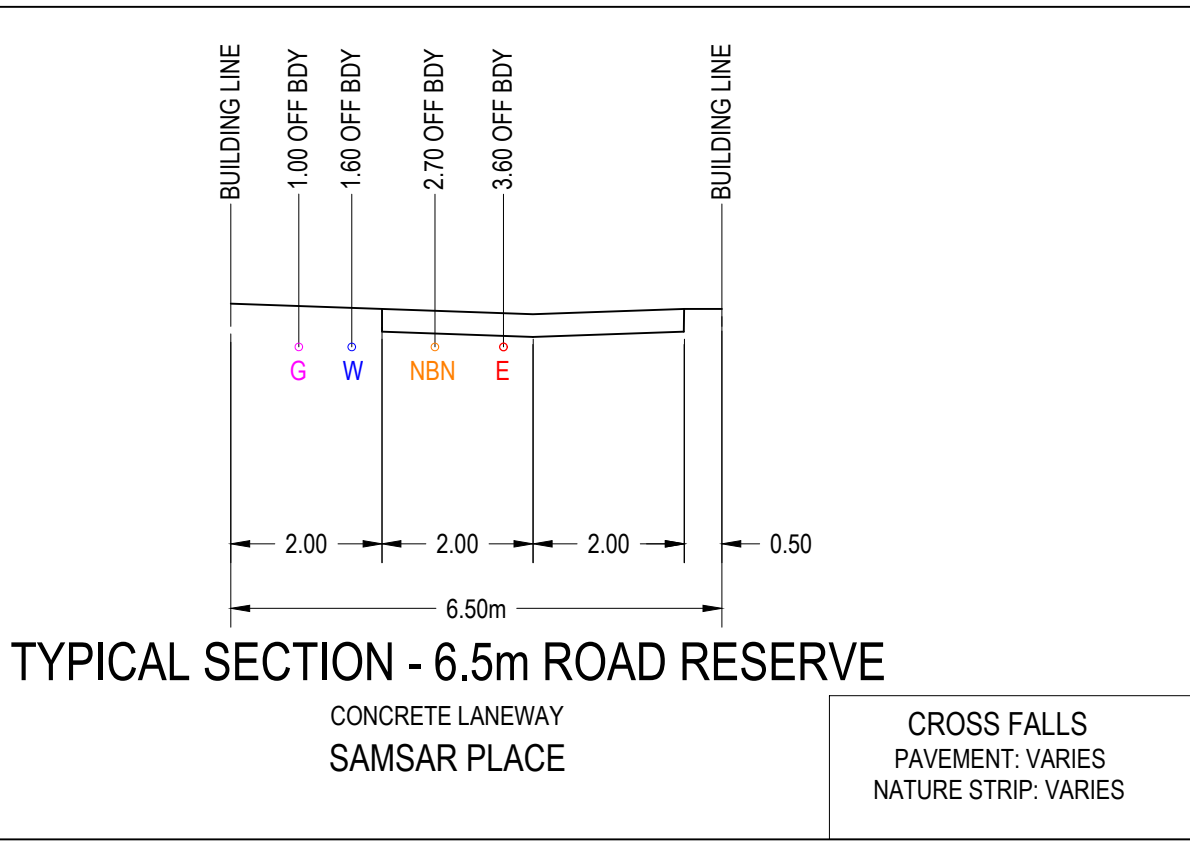 BUILDING LINE
1.00 OFF BDY
1.60 OFF BDY
2.70 OFF BDY
3.60 OFF BDY
BUILDING LINE
G
W
NBN
E
2.00
2.00
2.00
0.50
6.50m
TYPICAL SECTION - 6.5m ROAD RESERVE
CONCRETE LANEWAY
SAMSAR PLACE
CROSS FALLS
PAVEMENT: VARIES
NATURE STRIP: VARIES